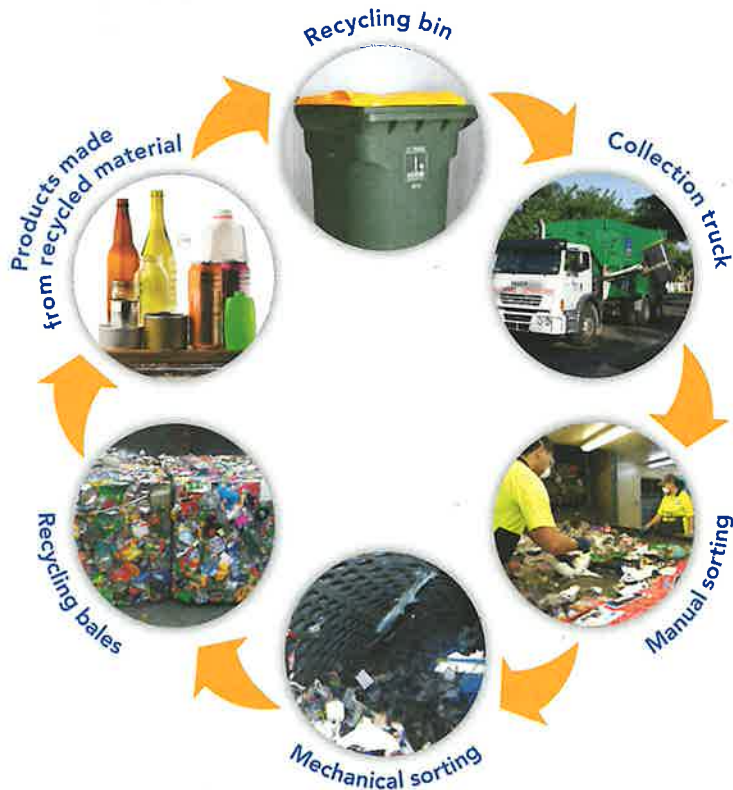 Recycling bin
Collection truck
Manual sorting
Mechanical sorting
Recycling bales
Products made
from recycled material